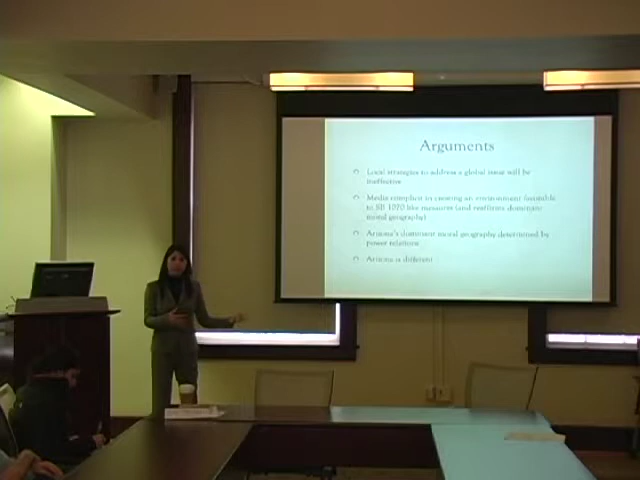 Arguments
Local strategies to address a global issue will be
ineffective
Media complicit in creating an environment favorable
to SB 1070 like measures (and reaffirms dominant
moral geography)
Arizona's dominant moral geography determined by
power relations
Arizona is different